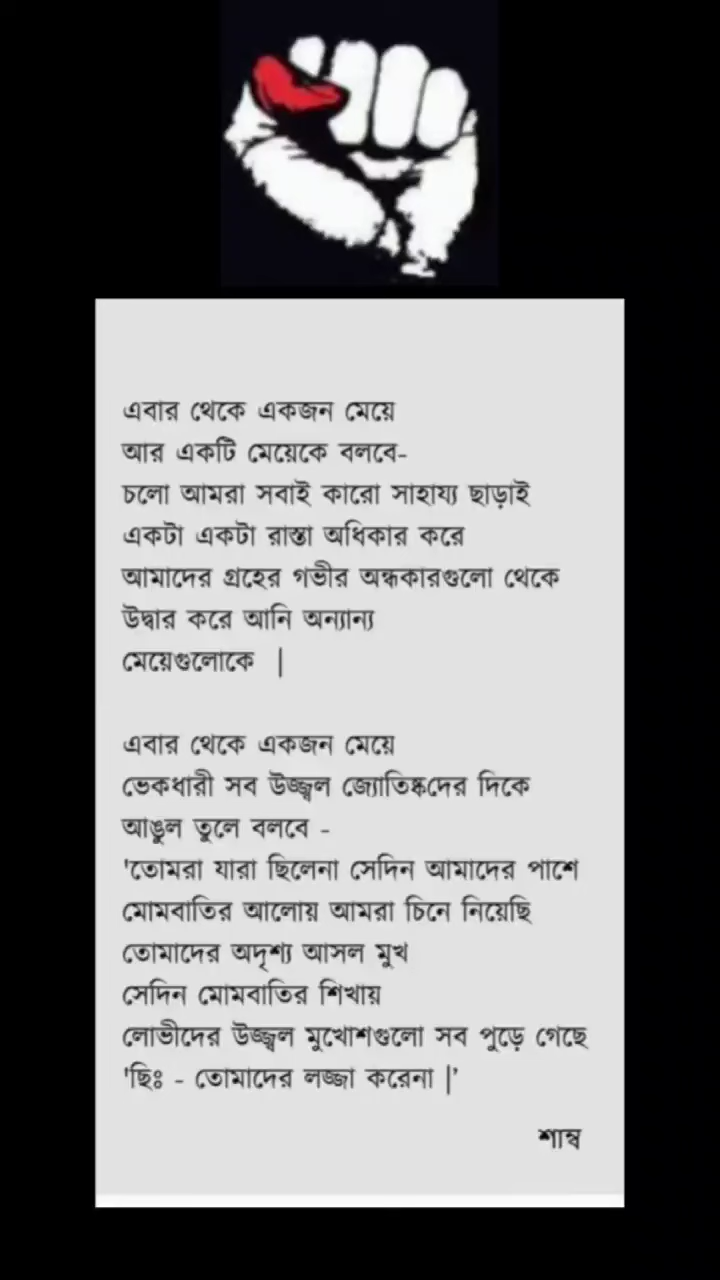 এবার থেকে একজন মেয়ে
আর একটি মেয়েকে বলবে-
চলো আমরা সবাই কারো সাহায্য ছাড়াই
একটা একটা রাস্তা অধিকার করে
আমাদের গ্রহের গভীর অন্ধকারগুলো থেকে
উদ্বার করে আনি অন্যান্য
মেয়েগুলোকে |
এবার থেকে একজন মেয়ে
ভেকধারী সব উজ্জ্বল জ্যোতিষ্কদের দিকে
আঙুল তুলে বলবে -
'তোমরা যারা ছিলেনা সেদিন আমাদের পাশে
মোমবাতির আলোয় আমরা চিনে নিয়েছি
তোমাদের অদৃশ্য আসল মুখ
সেদিন মোমবাতির শিখায়
লোভীদের উজ্জ্বল মুখোশগুলো সব পুড়ে গেছে
'ছিঃ - তোমাদের লজ্জা করেনা |'
শাম্ব